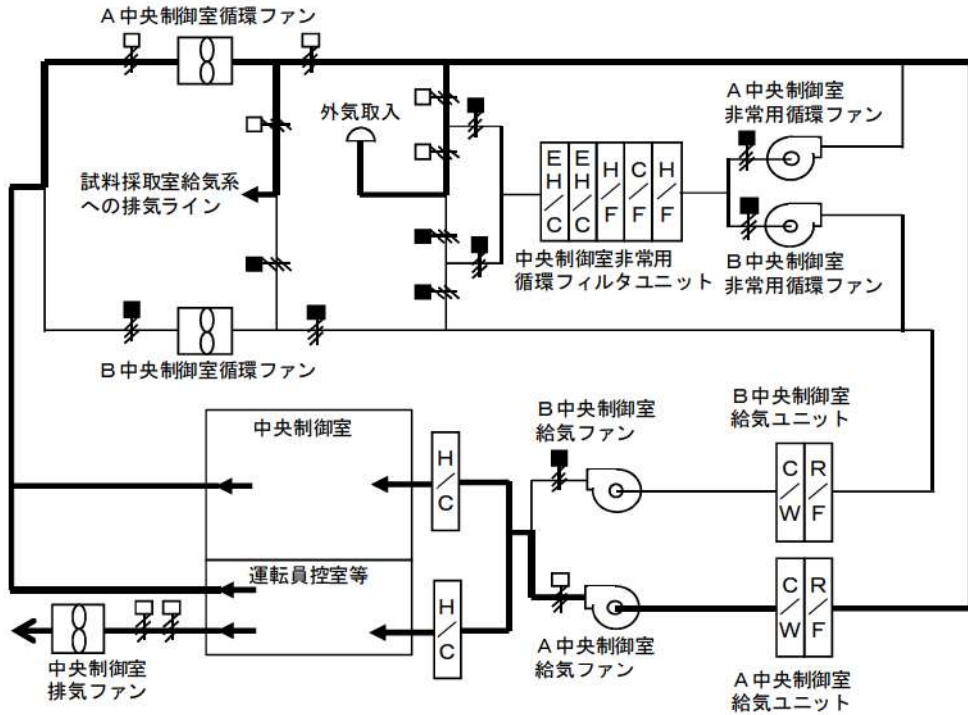 A中央制御室循環ファン
外気取入
A中央制御室
非常用循環ファン
試料採取室給気系
への排気ライン
EH/C
EH/C
H/F
C/F
H/F
中央制御室非常用
循環フィルタユニット
B中央制御室
非常用循環ファン
B中央制御室循環ファン
中央制御室
H/C
B中央制御室
給気ファン
B中央制御室
給気ユニット
C/W
R/F
運転員控室等
H/C
A中央制御室
給気ファン
C/W
R/F
A中央制御室
給気ユニット
中央制御室
排気ファン